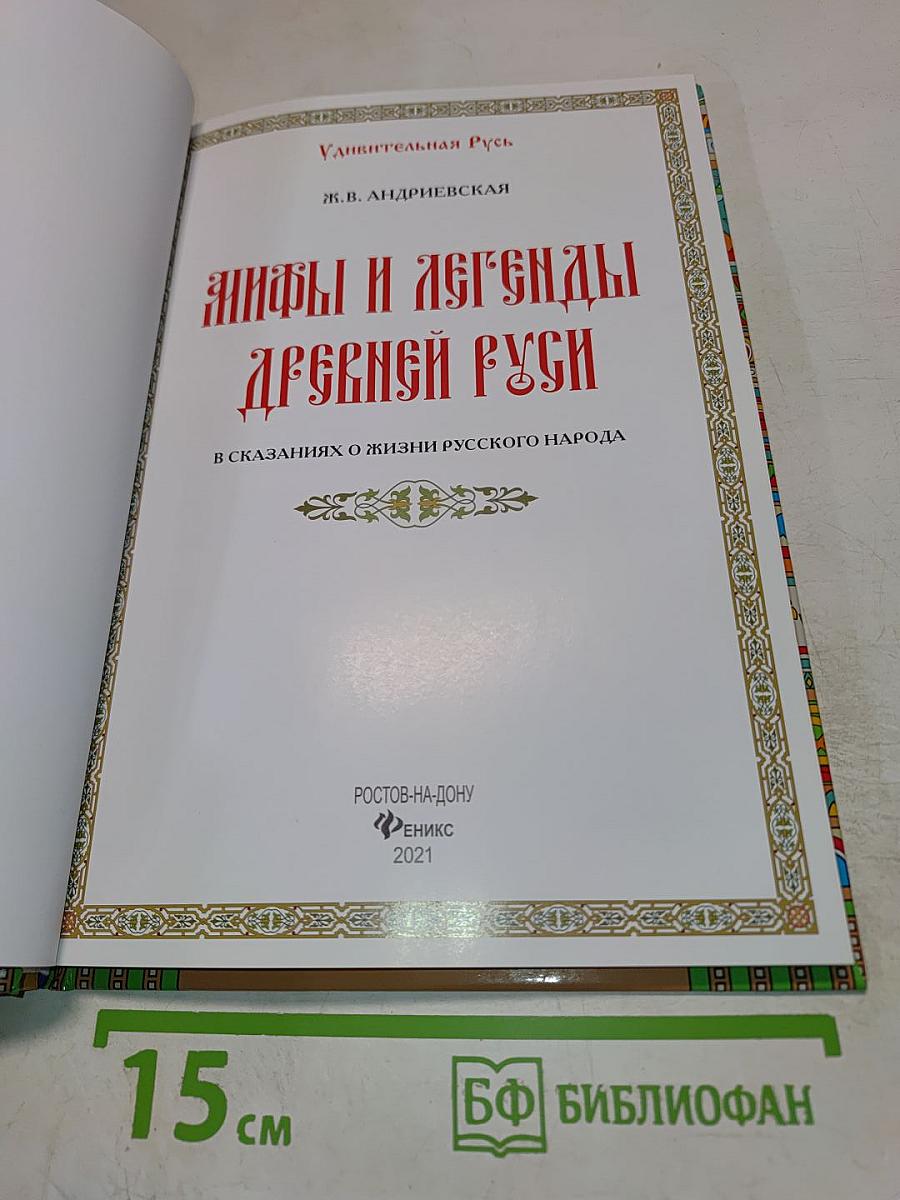 Удивительная Русь
Ж.В. АНДРИЕВСКАЯ
МИФЫ И ЛЕГЕНДЫ
ДРЕВНЕЙ РУСИ
В СКАЗАНИЯХ О ЖИЗНИ РУССКОГО НАРОДА
РОСТОВ-НА-ДОНУ
ФЕНИКС
2021
15 см
БФ БИБЛИОФАН